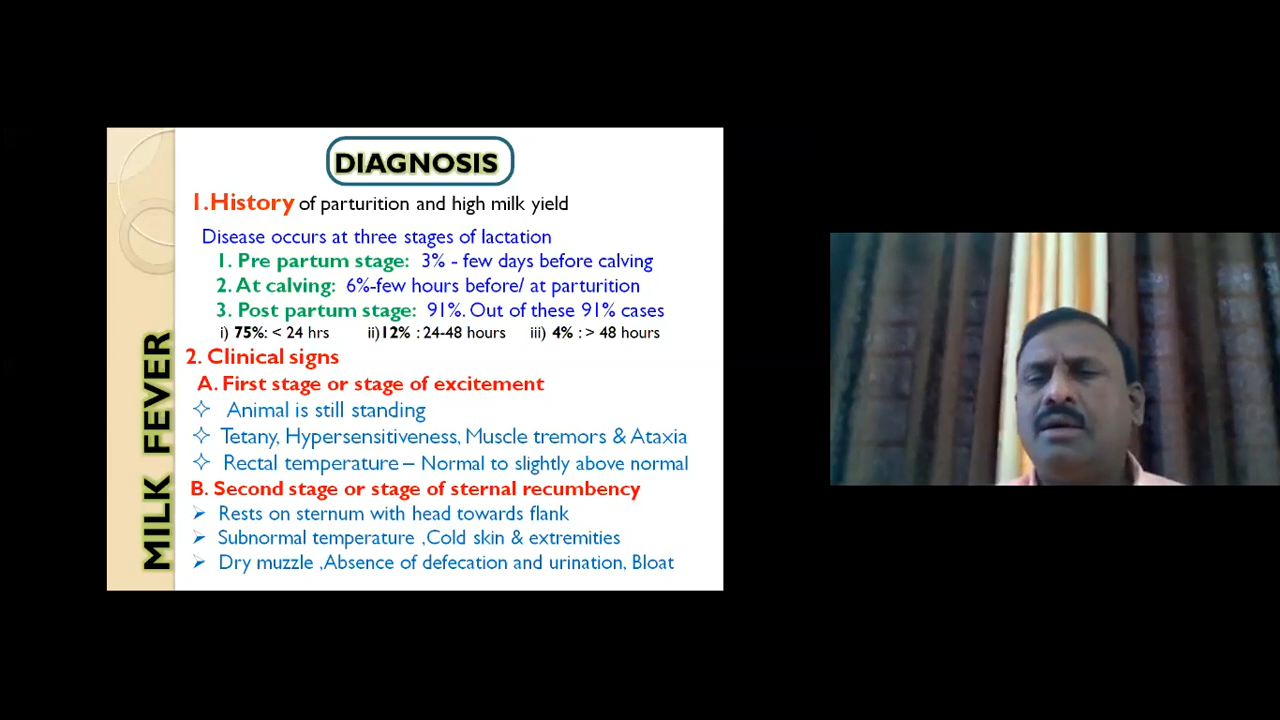 MILK FEVER
DIAGNOSIS
1.History of parturition and high milk yield
Disease occurs at three stages of lactation
1. Pre partum stage: 3% - few days before calving
2. At calving: 6%-few hours before/ at parturition
3. Post partum stage: 91%. Out of these 91% cases
i) 75%: < 24 hrs ii)12% : 24-48 hours iii) 4% : > 48 hours
2. Clinical signs
A. First stage or stage of excitement
Animal is still standing
Tetany, Hypersensitiveness, Muscle tremors & Ataxia
Rectal temperature – Normal to slightly above normal
B. Second stage or stage of sternal recumbency
Rests on sternum with head towards flank
Subnormal temperature ,Cold skin & extremities
Dry muzzle ,Absence of defecation and urination, Bloat